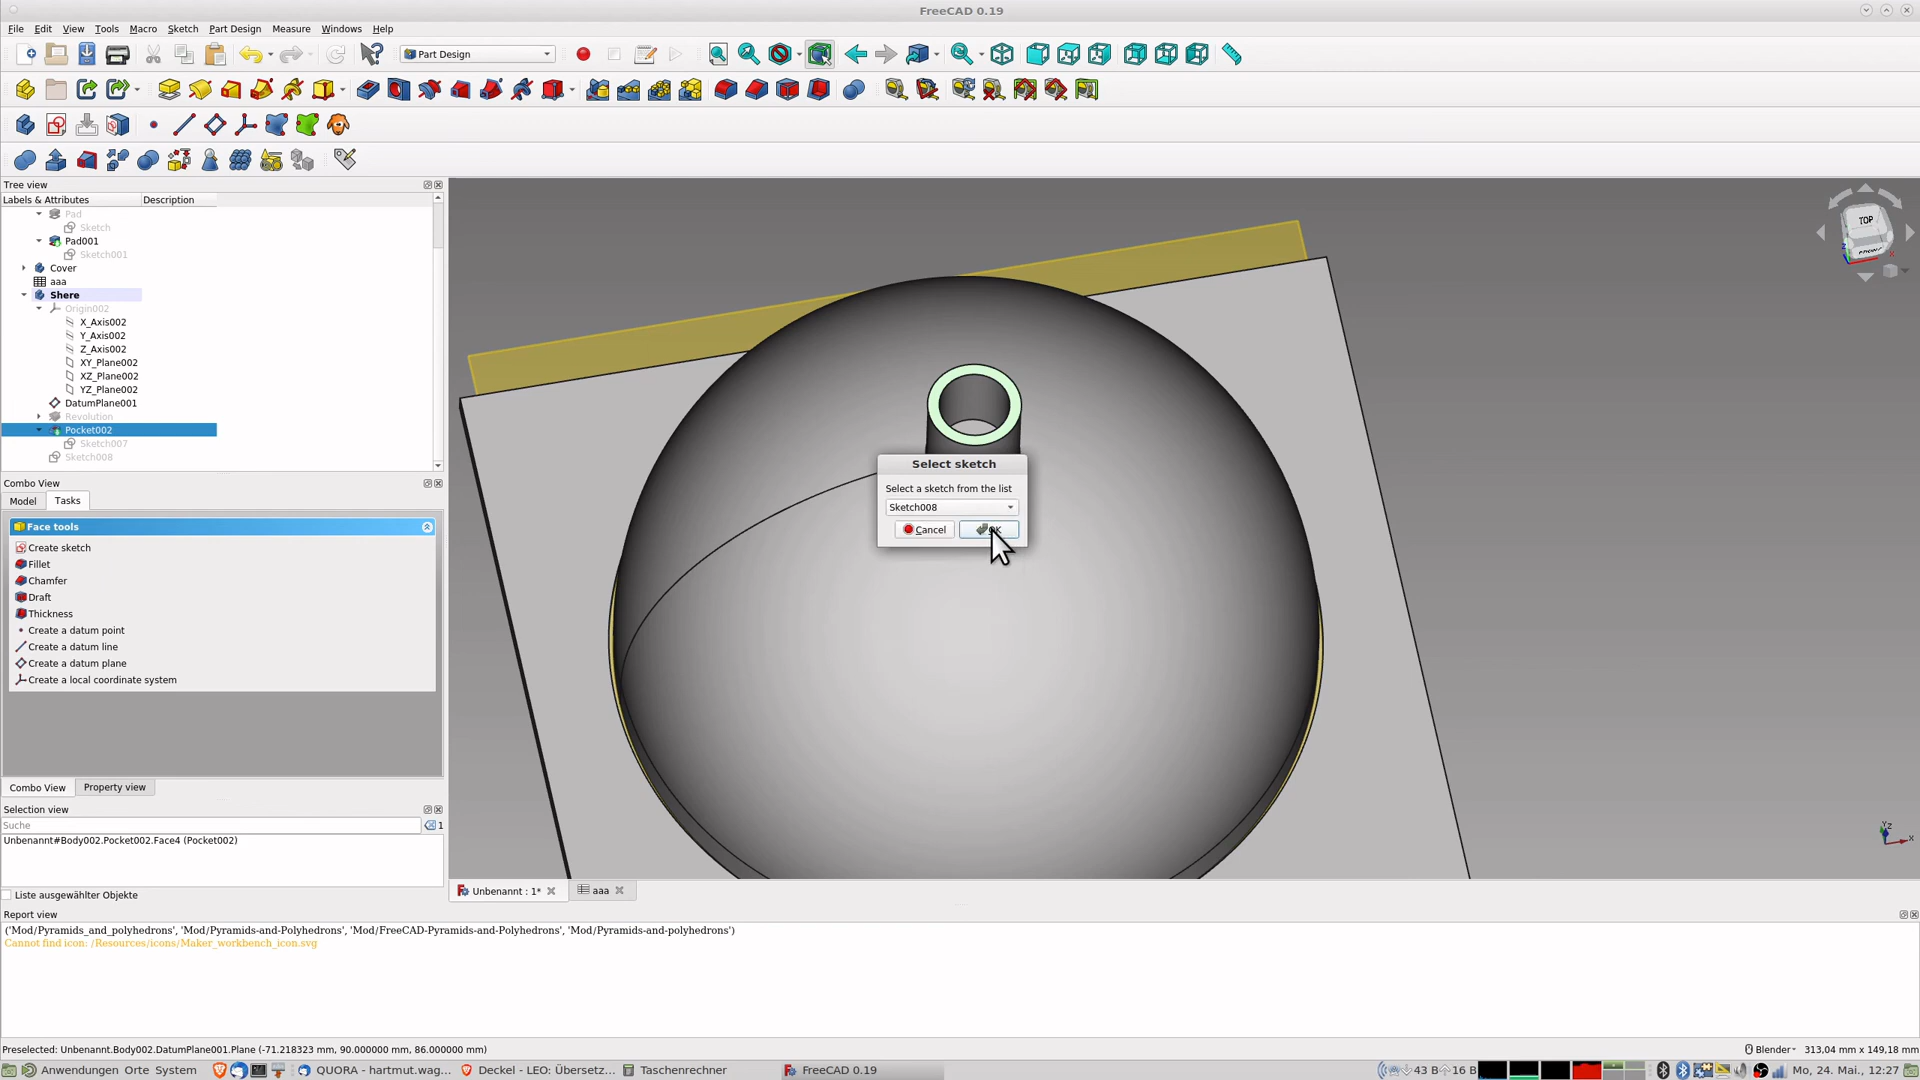 FreeCAD 0.19
File Edit View Tools Macro Sketch Part Design Measure Windows Help
Part Design
Tree view
Labels & Attributes Description
Pad
Sketch
Pad001
Sketch001
Cover
aaa
Shere
Origin002
X_Axis002
Y_Axis002
Z_Axis002
XY_Plane002
XZ_Plane002
YZ_Plane002
DatumPlane001
Revolution
Pocket002
Sketch007
Sketch008
TOP
Select sketch
Select a sketch from the list
Sketch008
Cancel
Combo View
Model Tasks
Face tools
Create sketch
Fillet
Chamfer
Draft
Thickness
Create a datum point
Create a datum line
Create a datum plane
Create a local coordinate system
Combo View Property view
Selection view
Suche 1
Unbenannt#Body002.Pocket002.Face4 (Pocket002)
Liste ausgewählter Objekte
Unbenannt : 1* aaa
Report view
('Mod/Pyramids_and_polyhedrons', 'Mod/Pyramids-and-Polyhedrons', 'Mod/FreeCAD-Pyramids-and-Polyhedrons', 'Mod/Pyramids-and-polyhedrons')
Cannot find icon: /Resources/icons/Maker_workbench_icon.svg
Preselected: Unbenannt.Body002.DatumPlane001.Plane (-71.218323 mm, 90.000000 mm, 86.000000 mm)
Blender 313,04 mm x 149,18 mm
Anwendungen Orte System QUORA - hartmut.wag... Deckel - LEO: Übersetz... Taschenrechner FreeCAD 0.19 43 B 16 B Mo, 24. Mai., 12:27